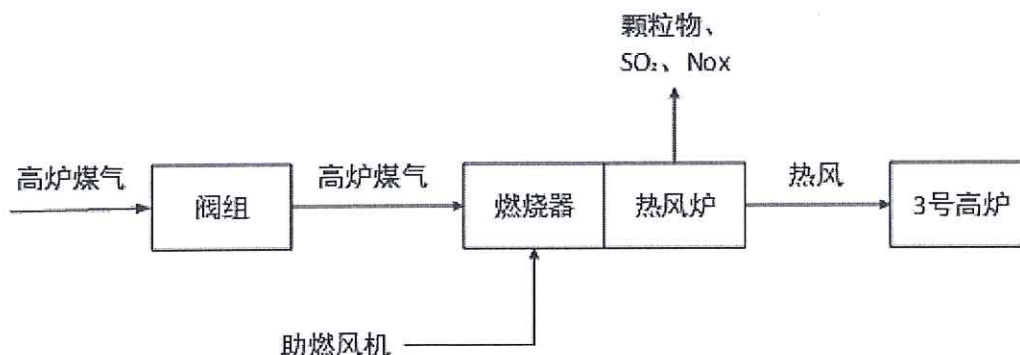 颗粒物、
SO₂、Nox
高炉煤气
阀组
高炉煤气
燃烧器
热风炉
热风
3号高炉
助燃风机